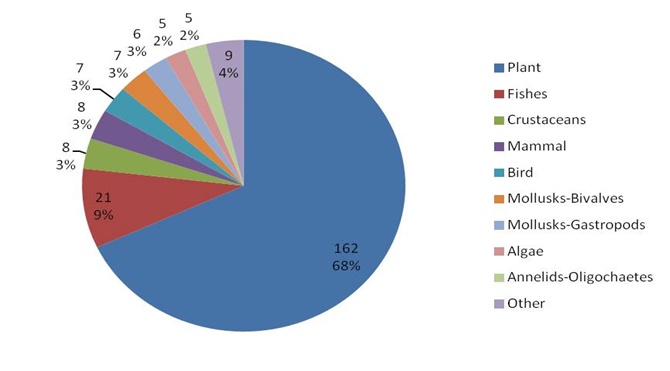 5
2%
5
2%
6
3%
7
3%
7
3%
8
3%
8
3%
21
9%
9
4%
162
68%
Plant
Fishes
Crustaceans
Mammal
Bird
Mollusks-Bivalves
Mollusks-Gastropods
Algae
Annelids-Oligochaetes
Other